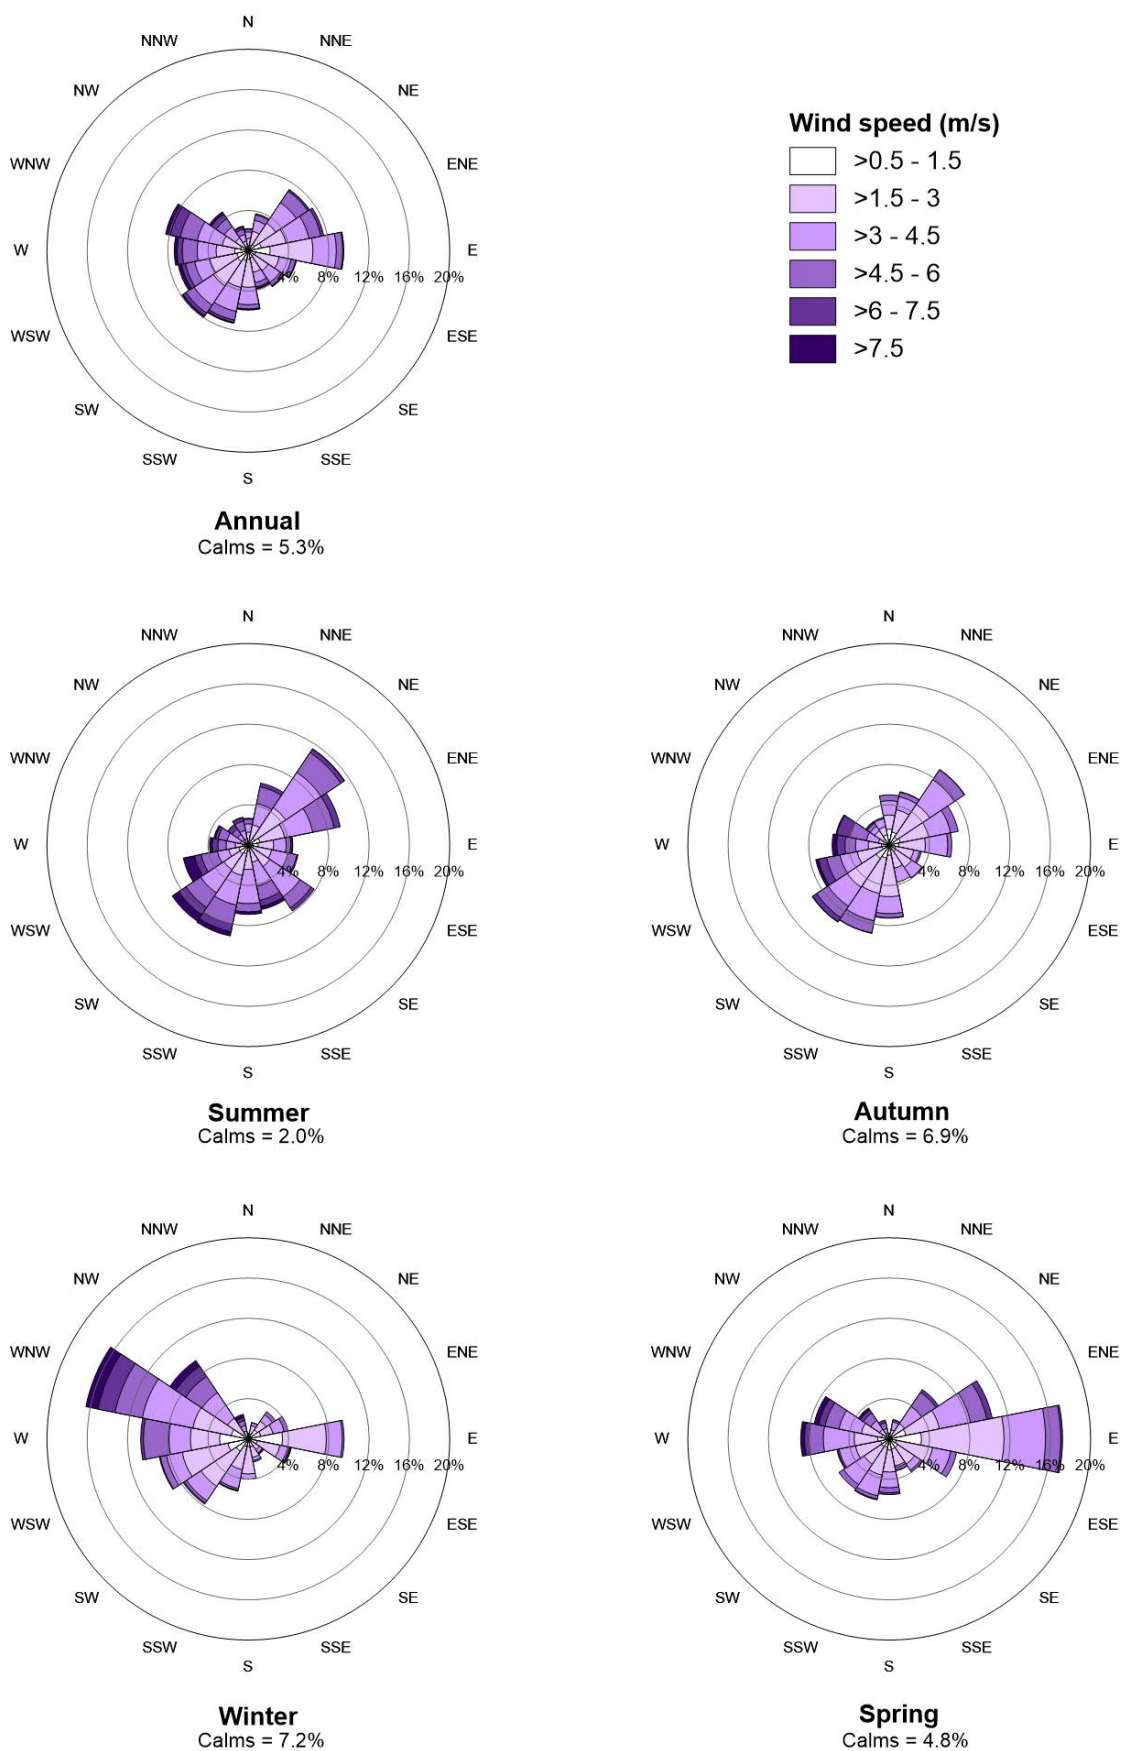 N
NNW NNE
NW NE
WNW ENE
W E
4% 8% 12% 16% 20%
WSW ESE
SW SE
SSW SSE
S
Annual
Calms = 5.3%
Wind speed (m/s)
>0.5 - 1.5
>1.5 - 3
>3 - 4.5
>4.5 - 6
>6 - 7.5
>7.5
N
NNW NNE
NW NE
WNW ENE
W E
4% 8% 12% 16% 20%
WSW ESE
SW SE
SSW SSE
S
Summer
Calms = 2.0%
N
NNW NNE
NW NE
WNW ENE
W E
4% 8% 12% 16% 20%
WSW ESE
SW SE
SSW SSE
S
Autumn
Calms = 6.9%
N
NNW NNE
NW NE
WNW ENE
W E
4% 8% 12% 16% 20%
WSW ESE
SW SE
SSW SSE
S
Winter
Calms = 7.2%
N
NNW NNE
NW NE
WNW ENE
W E
4% 8% 12% 16% 20%
WSW ESE
SW SE
SSW SSE
S
Spring
Calms = 4.8%